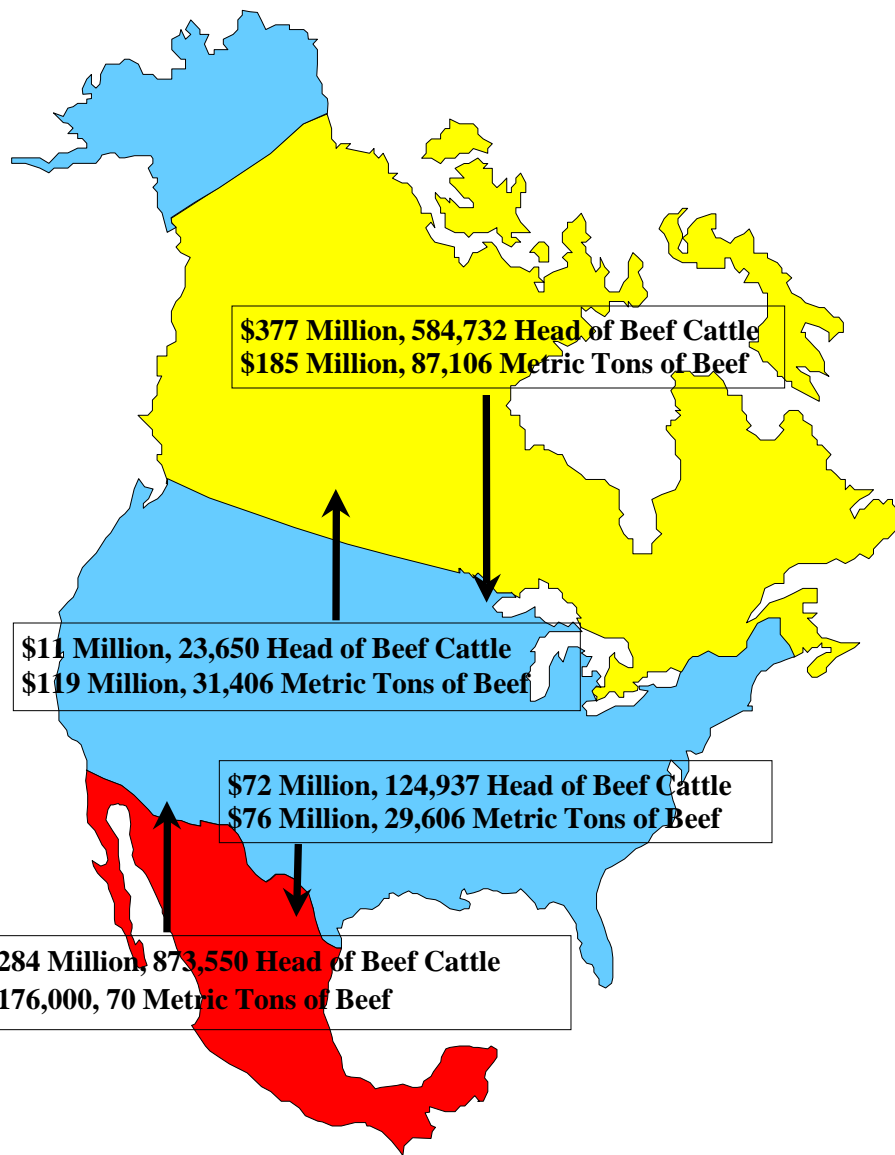 $377 Million, 584,732 Head of Beef Cattle
$185 Million, 87,106 Metric Tons of Beef
$11 Million, 23,650 Head of Beef Cattle
$119 Million, 31,406 Metric Tons of Beef
$72 Million, 124,937 Head of Beef Cattle
$76 Million, 29,606 Metric Tons of Beef
284 Million, 873,550 Head of Beef Cattle
176,000, 70 Metric Tons of Beef